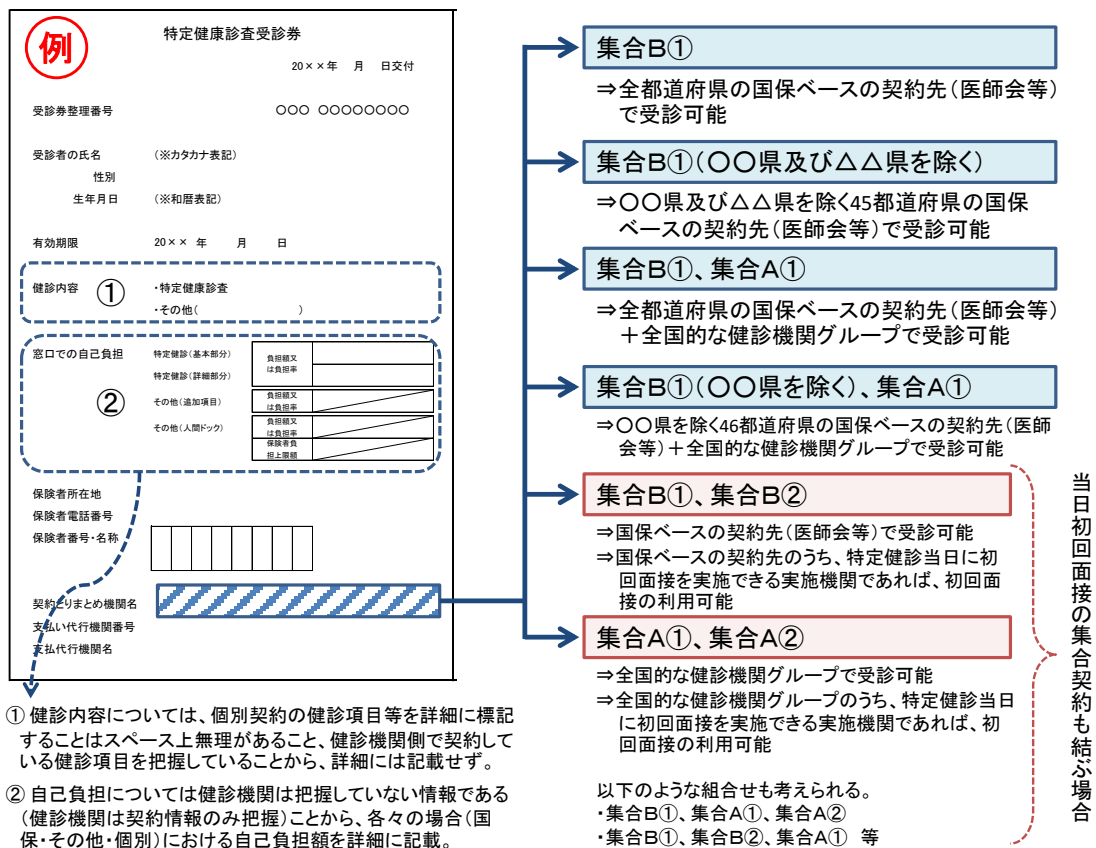 例
特定健康診査受診券
20××年　月　日交付
受診券整理番号　○○○ ○○○○○○○○
受診者の氏名　（※カタカナ表記）
性別
生年月日　（※和暦表記）
有効期限　20×× 年　月　日
健診内容　①　・特定健康診査
・その他（　　　）
窓口での自己負担
②
特定健診（基本部分）
特定健診（詳細部分）
負担額又
は負担率
その他（追加項目）
負担額又
は負担率
その他（人間ドック）
負担額又
は負担率
保険者負
担上限額
保険者所在地
保険者電話番号
保険者番号・名称
契約とりまとめ機関名
支払い代行機関番号
支払代行機関名
① 健診内容については、個別契約の健診項目等を詳細に標記
することはスペース上無理があること、健診機関側で契約して
いる健診項目を把握していることから、詳細には記載せず。
② 自己負担については健診機関は把握していない情報である
（健診機関は契約情報のみ把握）ことから、各々の場合（国
保・その他・個別）における自己負担額を詳細に記載。
集合B①
⇒全都道府県の国保ベースの契約先（医師会等）
で受診可能
集合B①（○○県及び△△県を除く）
⇒○○県及び△△県を除く45都道府県の国保
ベースの契約先（医師会等）で受診可能
集合B①、集合A①
⇒全都道府県の国保ベースの契約先（医師会等）
＋全国的な健診機関グループで受診可能
集合B①（○○県を除く）、集合A①
⇒○○県を除く46都道府県の国保ベースの契約先（医師
会等）＋全国的な健診機関グループで受診可能
集合B①、集合B②
⇒国保ベースの契約先（医師会等）で受診可能
⇒国保ベースの契約先のうち、特定健診当日に初
回面接を実施できる実施機関であれば、初回面
接の利用可能
集合A①、集合A②
⇒全国的な健診機関グループで受診可能
⇒全国的な健診機関グループのうち、特定健診当日
に初回面接を実施できる実施機関であれば、初
回面接の利用可能
以下のような組合せも考えられる。
・集合B①、集合A①、集合A②
・集合B①、集合B②、集合A①　等
当日初回面接の集合契約も結ぶ場合